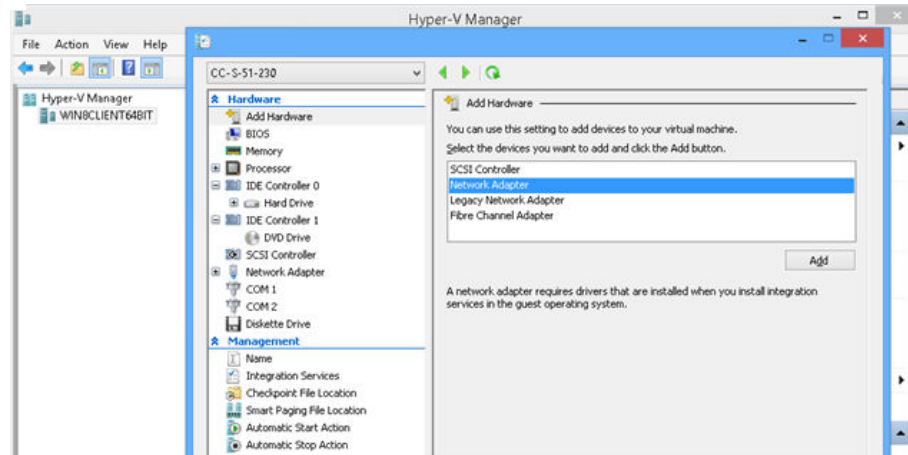 Hyper-V Manager
File Action View Help
Hyper-V Manager
WIN8CLIENT64BIT
CC-S-51-230
Hardware
Add Hardware
BIOS
Memory
Processor
IDE Controller 0
Hard Drive
IDE Controller 1
DVD Drive
SCSI Controller
Network Adapter
COM 1
COM 2
Diskette Drive
Management
Name
Integration Services
Checkpoint File Location
Smart Paging File Location
Automatic Start Action
Automatic Stop Action
Add Hardware
You can use this setting to add devices to your virtual machine.
Select the devices you want to add and click the Add button.
SCSI Controller
Network Adapter
Legacy Network Adapter
Fibre Channel Adapter
Add
A network adapter requires drivers that are installed when you install integration
services in the guest operating system.